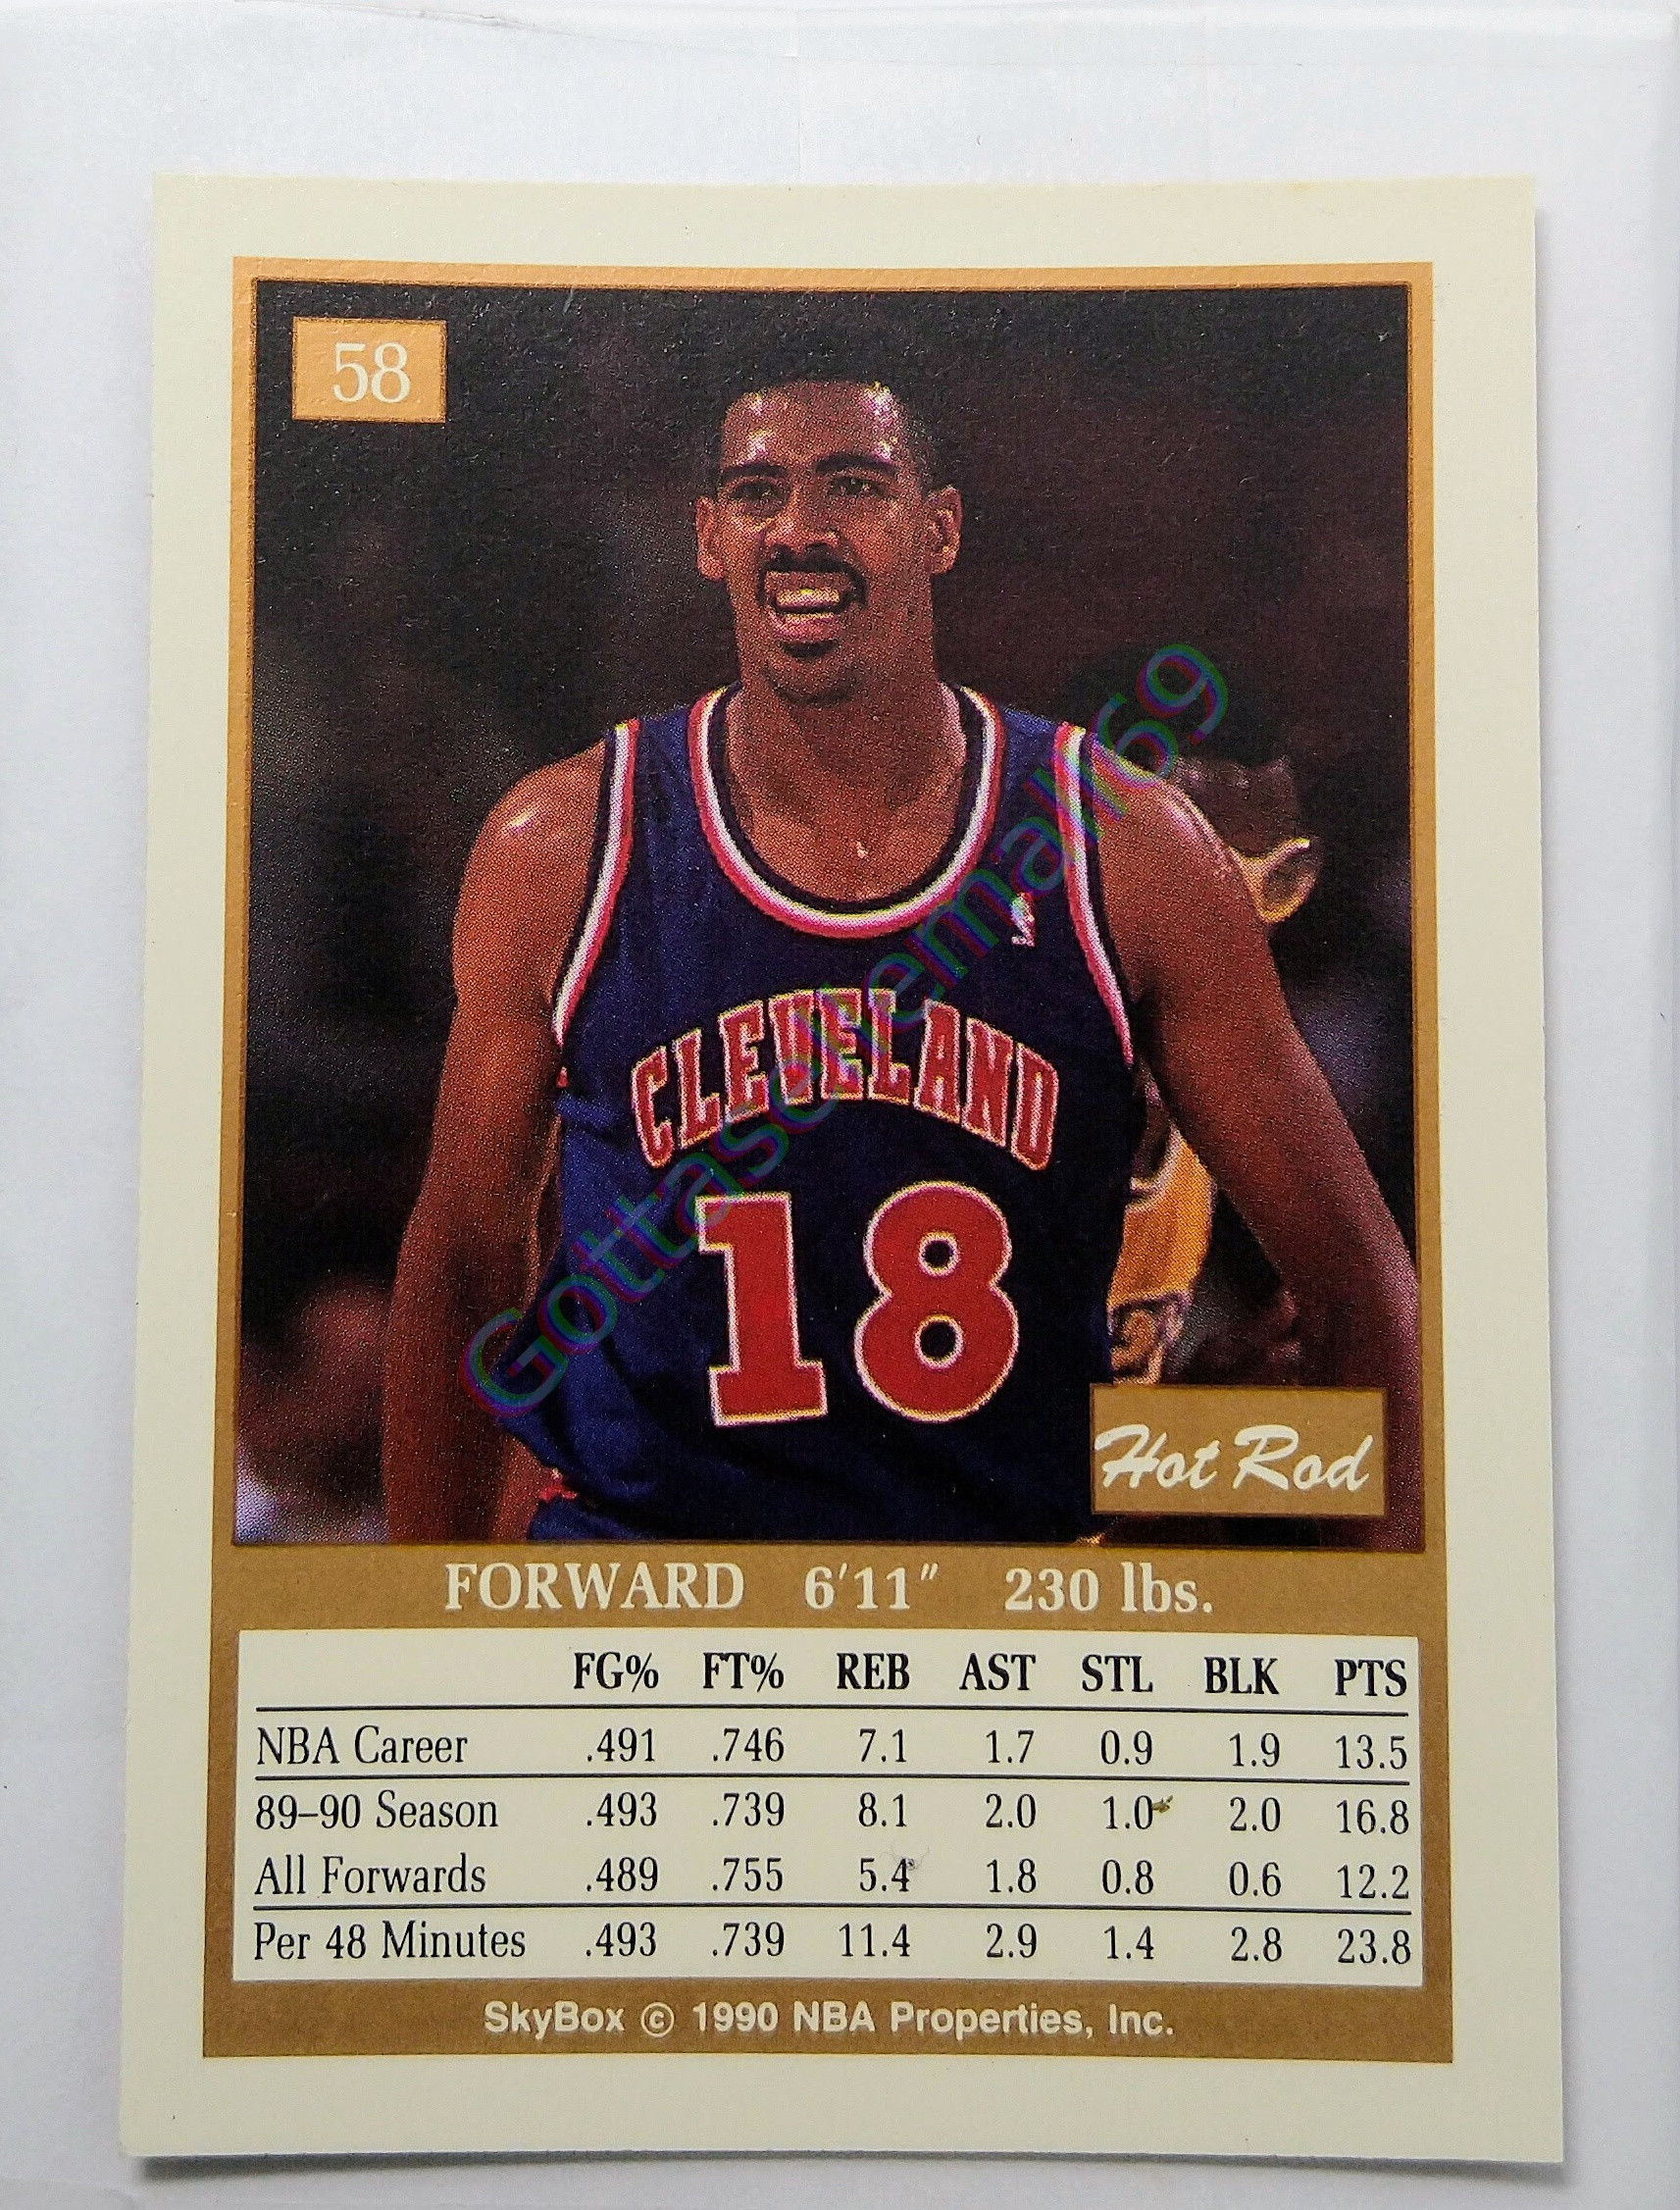 58
CLEVELAND
18
Gottasellemall69
Hot Rod
FORWARD 6'11" 230 lbs.
FG% FT% REB AST STL BLK PTS
NBA Career .491 .746 7.1 1.7 0.9 1.9 13.5
89–90 Season .493 .739 8.1 2.0 1.0 2.0 16.8
All Forwards .489 .755 5.4 1.8 0.8 0.6 12.2
Per 48 Minutes .493 .739 11.4 2.9 1.4 2.8 23.8
SkyBox © 1990 NBA Properties, Inc.